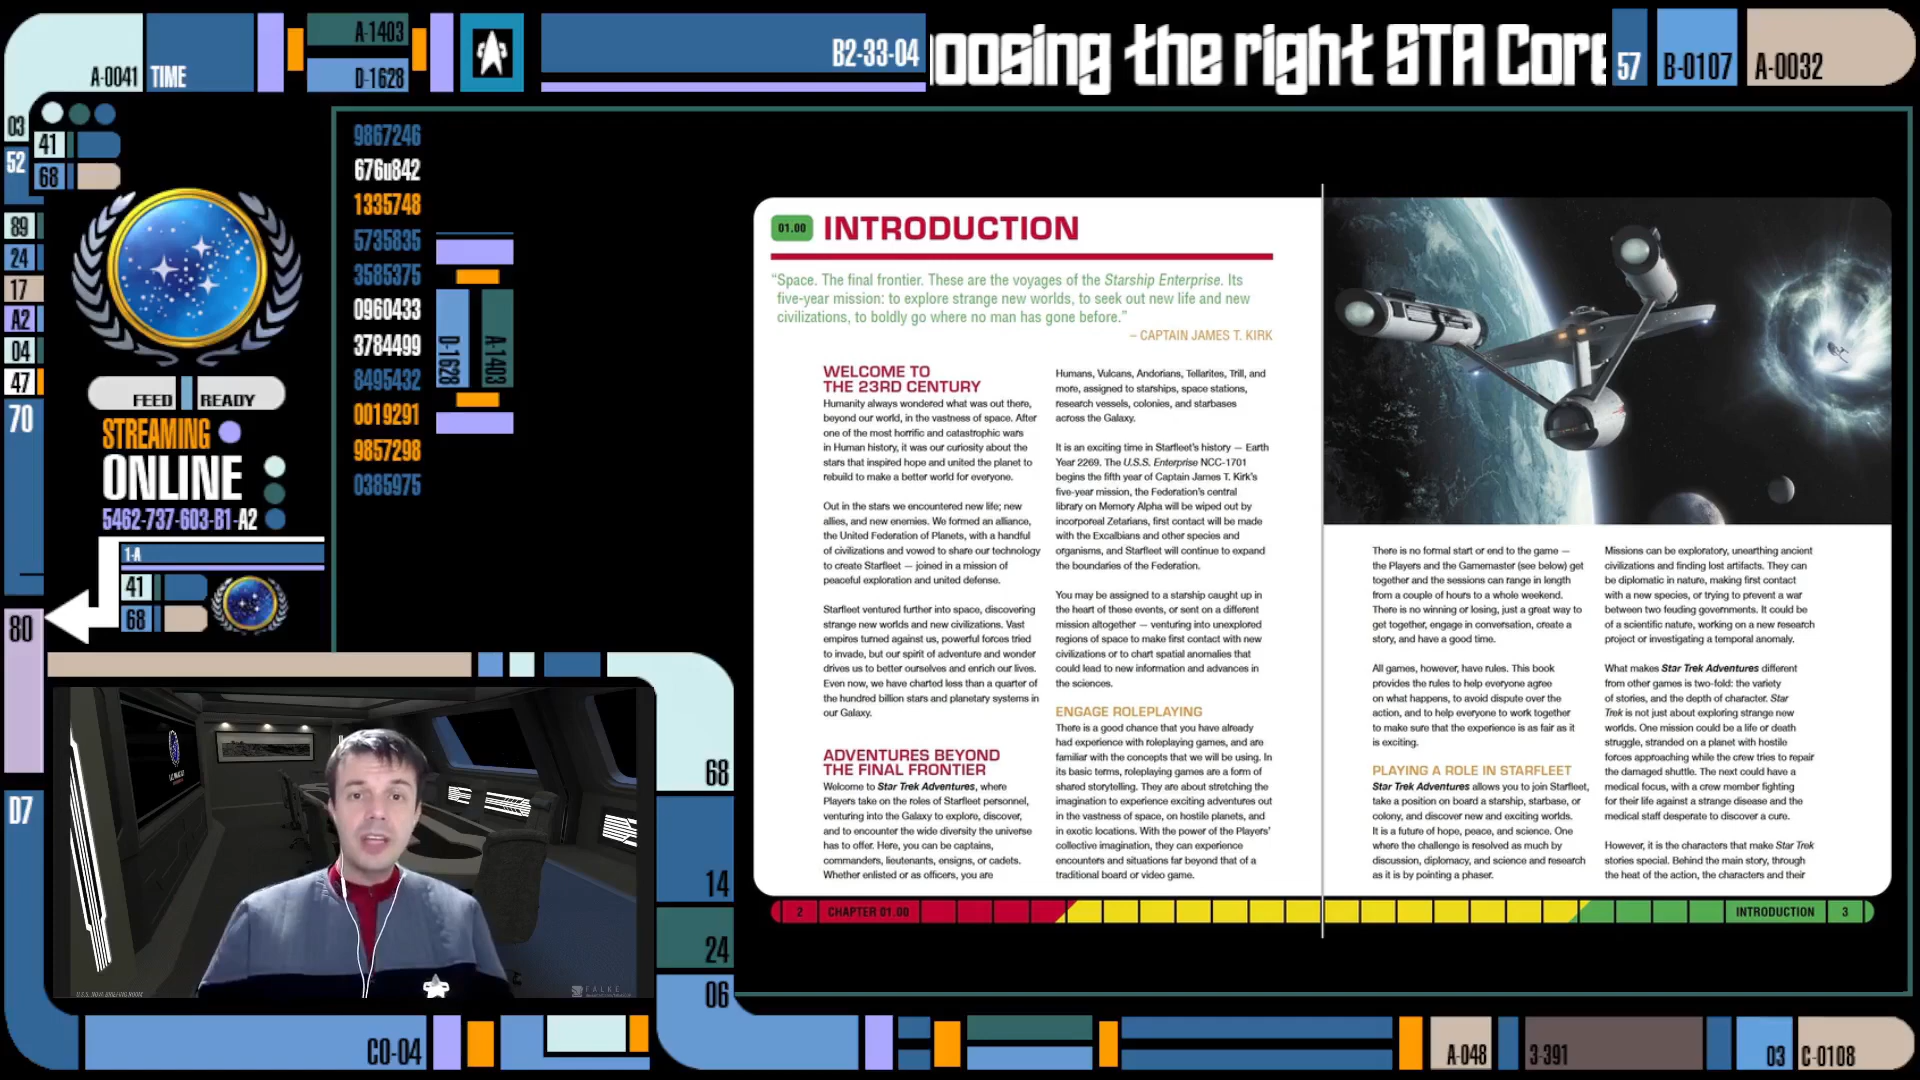 A-0041
TIME
A-1403
D-1628
B2-33-04
oosing the right STA Core
57
B-0107
A-0032
03
41
52
68
89
24
17
A2
04
47
70
80
D7
FEED
READY
STREAMING
ONLINE
5462-737-603-B1-A2
1-A
41
68
9867246
676u842
1335748
5735835
3585375
0960433
3784499
8495432
0019291
9857298
0385975
D-1628
A-1403
01.00
INTRODUCTION
“Space. The final frontier. These are the voyages of the Starship Enterprise. Its
five-year mission: to explore strange new worlds, to seek out new life and new
civilizations, to boldly go where no man has gone before.”
– CAPTAIN JAMES T. KIRK
WELCOME TO
THE 23RD CENTURY
Humanity always wondered what was out there,
beyond our world, in the vastness of space. After
one of the most horrific and catastrophic wars
in Human history, it was our curiosity about the
stars that inspired hope and united the planet to
rebuild to make a better world for everyone.
Out in the stars we encountered new life; new
allies, and new enemies. We formed an alliance,
the United Federation of Planets, with a handful
of civilizations and vowed to share our technology
to create Starfleet — joined in a mission of
peaceful exploration and united defense.
Starfleet ventured further into space, discovering
strange new worlds and new civilizations. Vast
empires turned against us, powerful forces tried
to invade, but our spirit of adventure and wonder
drives us to better ourselves and enrich our lives.
Even now, we have charted less than a quarter of
the hundred billion stars and planetary systems in
our Galaxy.
ADVENTURES BEYOND
THE FINAL FRONTIER
Welcome to Star Trek Adventures, where
Players take on the roles of Starfleet personnel,
venturing into the Galaxy to explore, discover,
and to encounter the wide diversity the universe
has to offer. Here, you can be captains,
commanders, lieutenants, ensigns, or cadets.
Whether enlisted or as officers, you are
Humans, Vulcans, Andorians, Tellarites, Trill, and
more, assigned to starships, space stations,
research vessels, colonies, and starbases
across the Galaxy.
It is an exciting time in Starfleet's history — Earth
Year 2269. The U.S.S. Enterprise NCC-1701
begins the fifth year of Captain James T. Kirk's
five-year mission, the Federation's central
library on Memory Alpha will be wiped out by
incorporeal Zetarians, first contact will be made
with the Excalbians and other species and
organisms, and Starfleet will continue to expand
the boundaries of the Federation.
You may be assigned to a starship caught up in
the heart of these events, or sent on a different
mission altogether — venturing into unexplored
regions of space to make first contact with new
civilizations or to chart spatial anomalies that
could lead to new information and advances in
the sciences.
ENGAGE ROLEPLAYING
There is a good chance that you have already
had experience with roleplaying games, and are
familiar with the concepts that we will be using. In
its basic terms, roleplaying games are a form of
shared storytelling. They are about stretching the
imagination to experience exciting adventures out
in the vastness of space, on hostile planets, and
in exotic locations. With the power of the Players'
collective imagination, they can experience
encounters and situations far beyond that of a
traditional board or video game.
There is no formal start or end to the game —
the Players and the Gamemaster (see below) get
together and the sessions can range in length
from a couple of hours to a whole weekend.
There is no winning or losing, just a great way to
get together, engage in conversation, create a
story, and have a good time.
All games, however, have rules. This book
provides the rules to help everyone agree
on what happens, to avoid dispute over the
action, and to help everyone to work together
to make sure that the experience is as fair as it
is exciting.
PLAYING A ROLE IN STARFLEET
Star Trek Adventures allows you to join Starfleet,
take a position on board a starship, starbase, or
colony, and discover new and exciting worlds.
It is a future of hope, peace, and science. One
where the challenge is resolved as much by
discussion, diplomacy, and science and research
as it is by pointing a phaser.
Missions can be exploratory, unearthing ancient
civilizations and finding lost artifacts. They can
be diplomatic in nature, making first contact
with a new species, or trying to prevent a war
between two feuding governments. It could be
of a scientific nature, working on a new research
project or investigating a temporal anomaly.
What makes Star Trek Adventures different
from other games is two-fold: the variety
of stories, and the depth of character. Star
Trek is not just about exploring strange new
worlds. One mission could be a life or death
struggle, stranded on a planet with hostile
forces approaching while the crew tries to repair
the damaged shuttle. The next could have a
medical focus, with a crew member fighting
for their life against a strange disease and the
medical staff desperate to discover a cure.
However, it is the characters that make Star Trek
stories special. Behind the main story, through
the heat of the action, the characters and their
2
CHAPTER 01.00
INTRODUCTION
3
68
14
24
06
FALKE
C0-04
A-048
3-391
03
C-0108